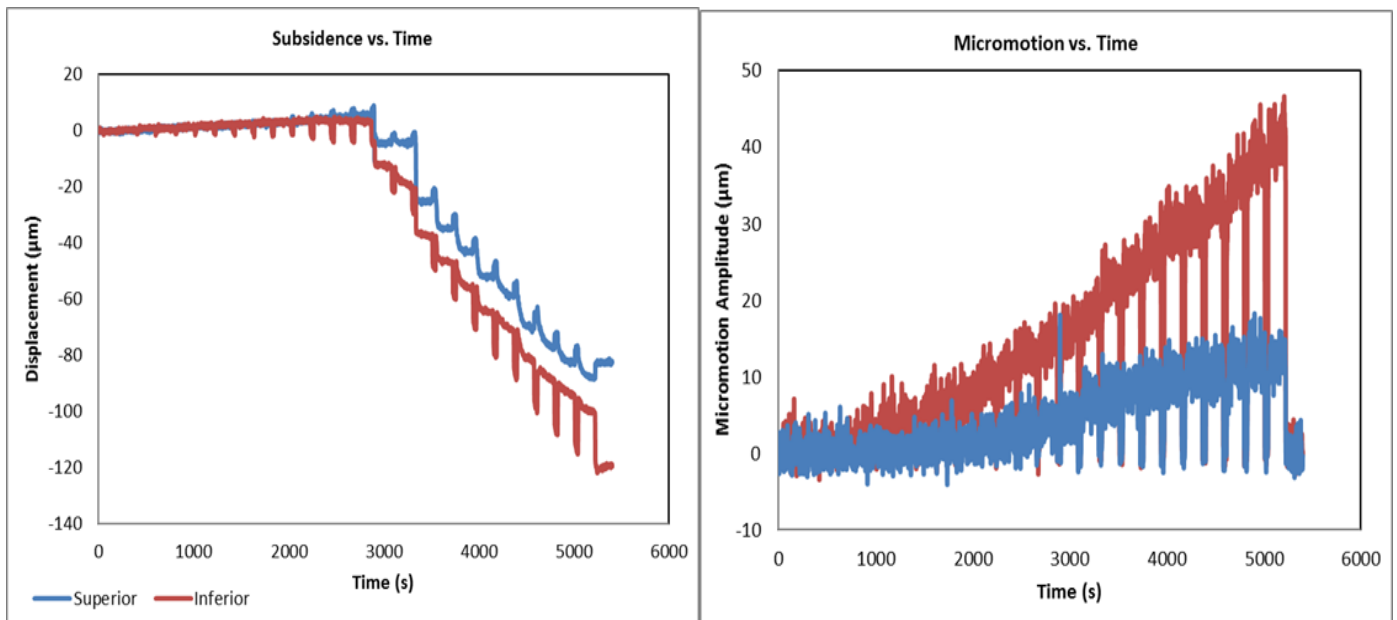 Subsidence vs. Time
20
0
-20
-40
-60
-80
-100
-120
-140
Displacement (µm)
0 1000 2000 3000 4000 5000 6000
Time (s)
Superior Inferior
Micromotion vs. Time
50
40
30
20
10
0
-10
Micromotion Amplitude (µm)
0 1000 2000 3000 4000 5000 6000
Time (s)